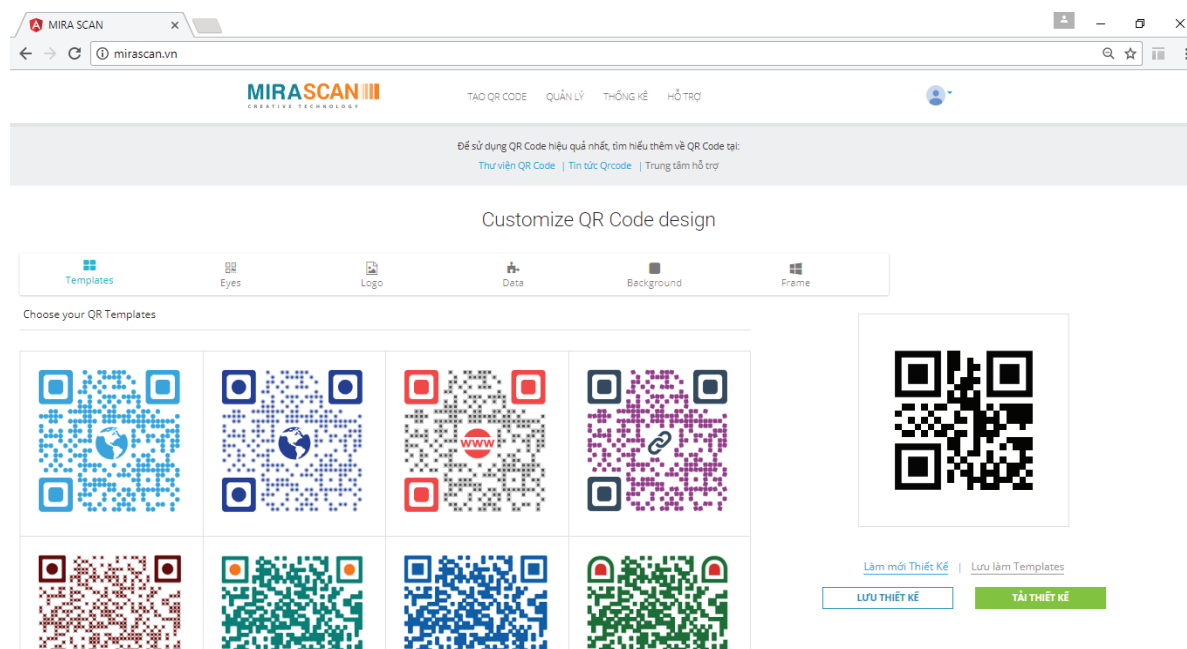 MIRA SCAN
mirascan.vn
MIRASCAN
CREATIVE TECHNOLOGY
TẠO QR CODE QUẢN LÝ THỐNG KÊ HỖ TRỢ
Để sử dụng QR Code hiệu quả nhất, tìm hiểu thêm về QR Code tại:
Thư viện QR Code | Tin tức Qrcode | Trung tâm hỗ trợ
Customize QR Code design
Templates Eyes Logo Data Background Frame
Choose your QR Templates
WWW
Làm mới Thiết Kế | Lưu làm Templates
LƯU THIẾT KẾ TẢI THIẾT KẾ